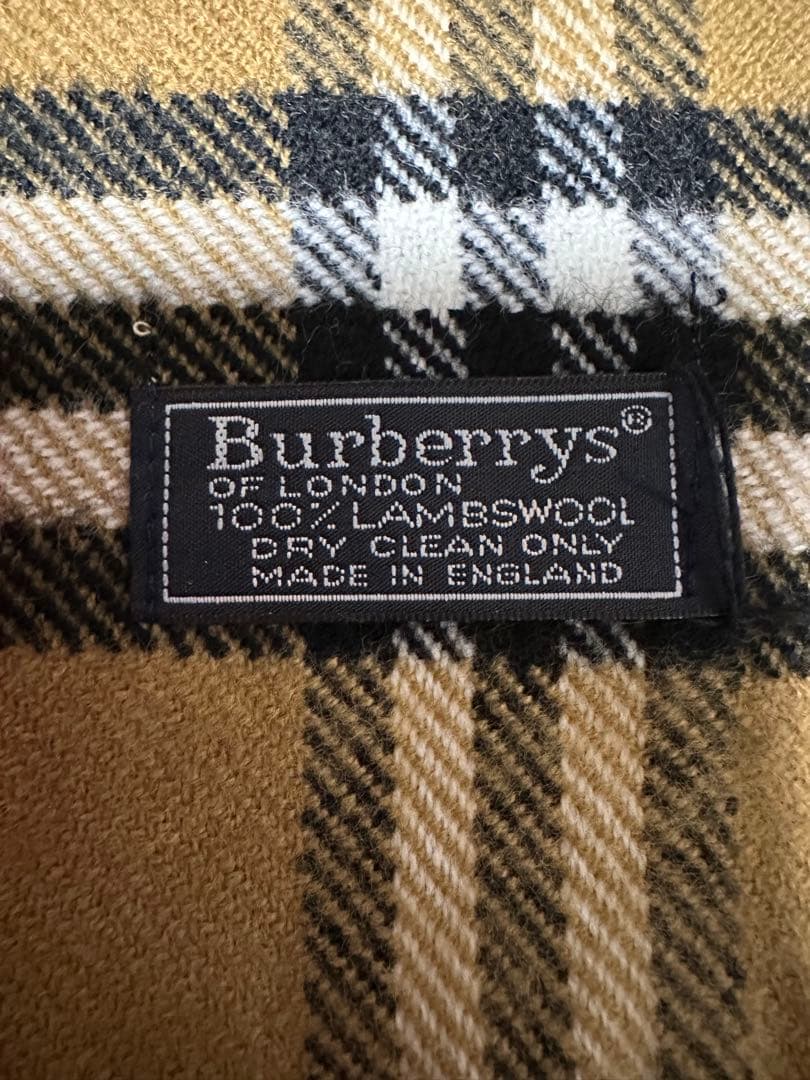 Burberrys®
OF LONDON
100% LAMBSWOOL
DRY CLEAN ONLY
MADE IN ENGLAND